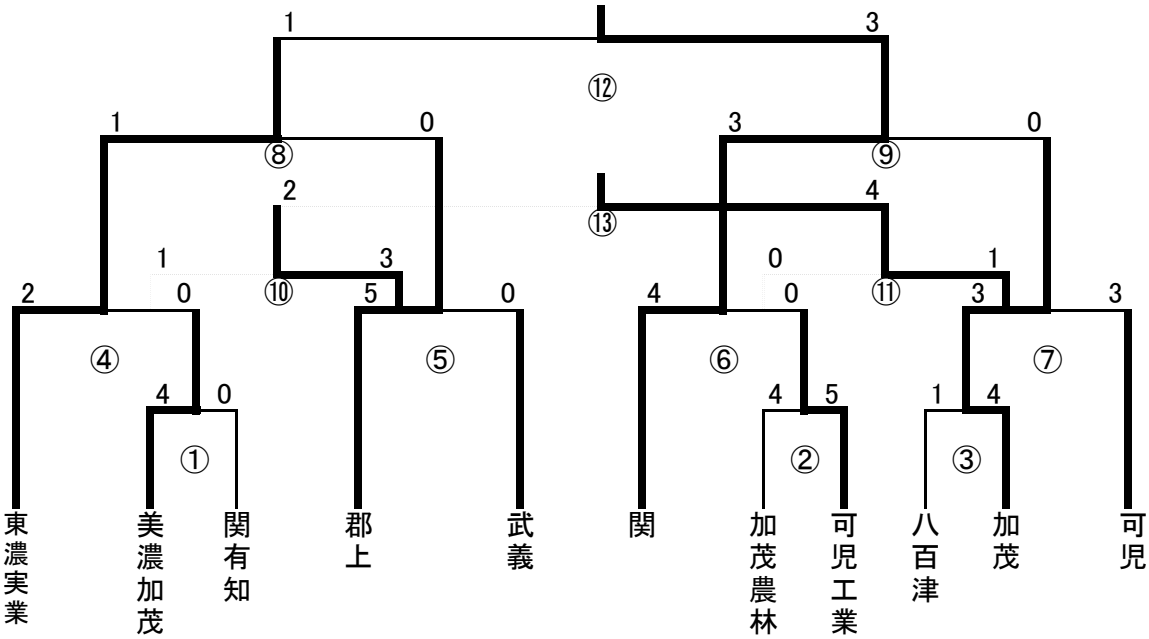 1 3
⑫
1 0 3 0
⑧ ⑨
2 4
⑬
1 3 0 1
⑩ ⑪
2 0 5 0 4 0 3 3
④ ⑤ ⑥ ⑦
4 0 4 5 1 4
① ② ③
東濃実業
美濃加茂
関有知
郡上
武義
関
加茂農林
可児工業
八百津
加茂
可児